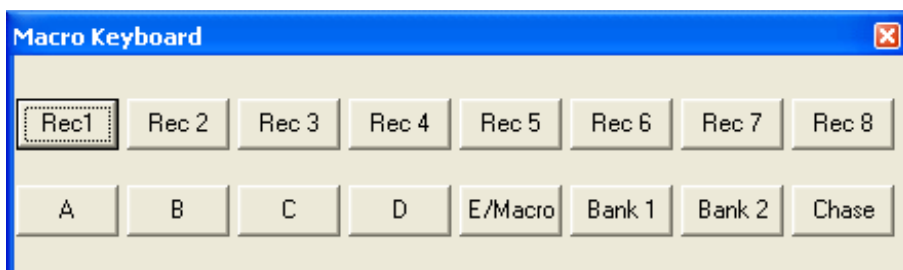 Macro Keyboard
Rec1 Rec 2 Rec 3 Rec 4 Rec 5 Rec 6 Rec 7 Rec 8
A B C D E/Macro Bank 1 Bank 2 Chase